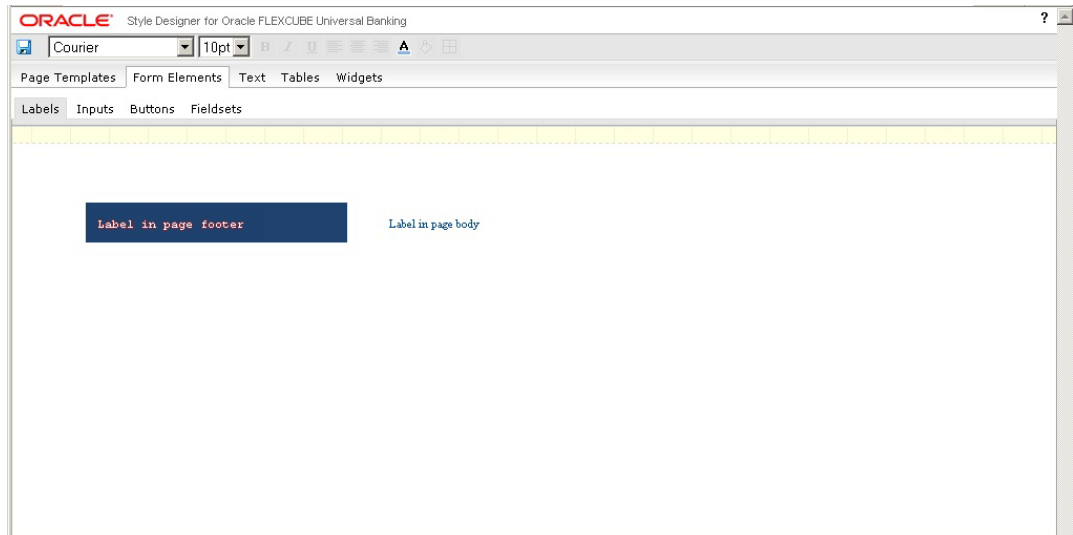 ORACLE® Style Designer for Oracle FLEXCUBE Universal Banking ?
Courier 10pt B I U A
Page Templates Form Elements Text Tables Widgets
Labels Inputs Buttons Fieldsets
Label in page footer Label in page body